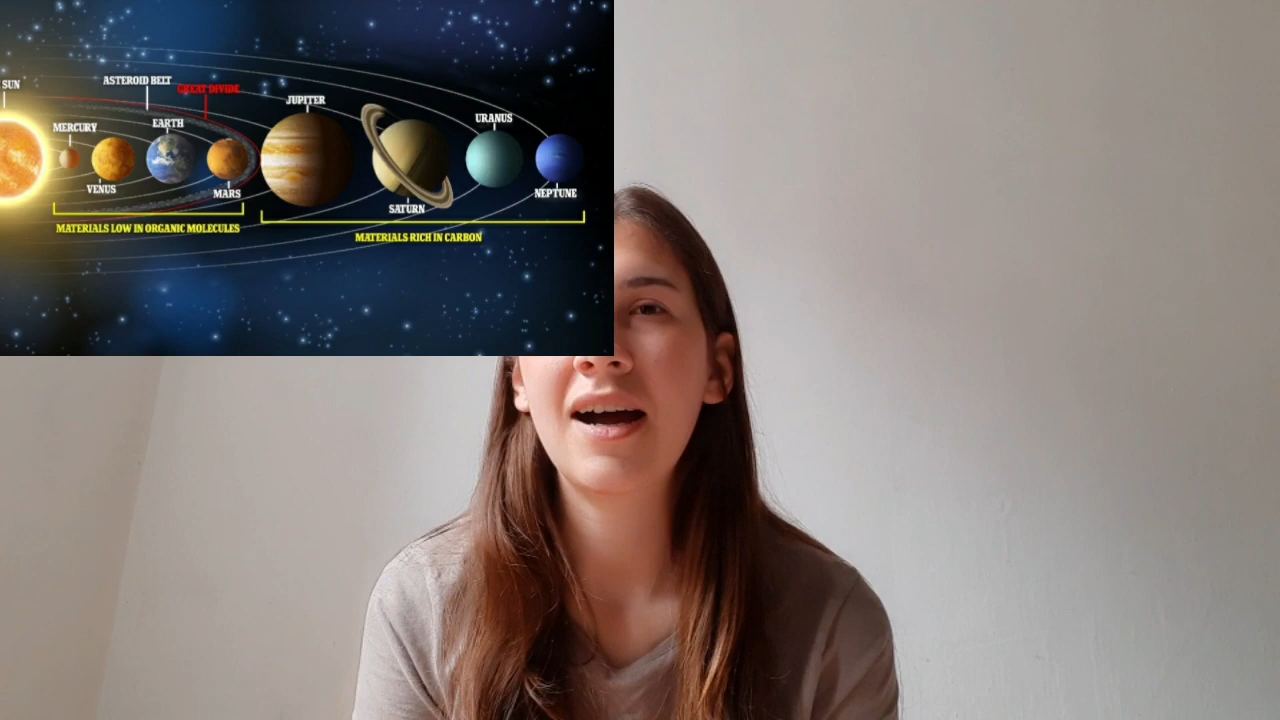 SUN
ASTEROID BELT
GREAT DIVIDE
JUPITER
MERCURY
EARTH
URANUS
VENUS
MARS
SATURN
NEPTUNE
MATERIALS LOW IN ORGANIC MOLECULES
MATERIALS RICH IN CARBON